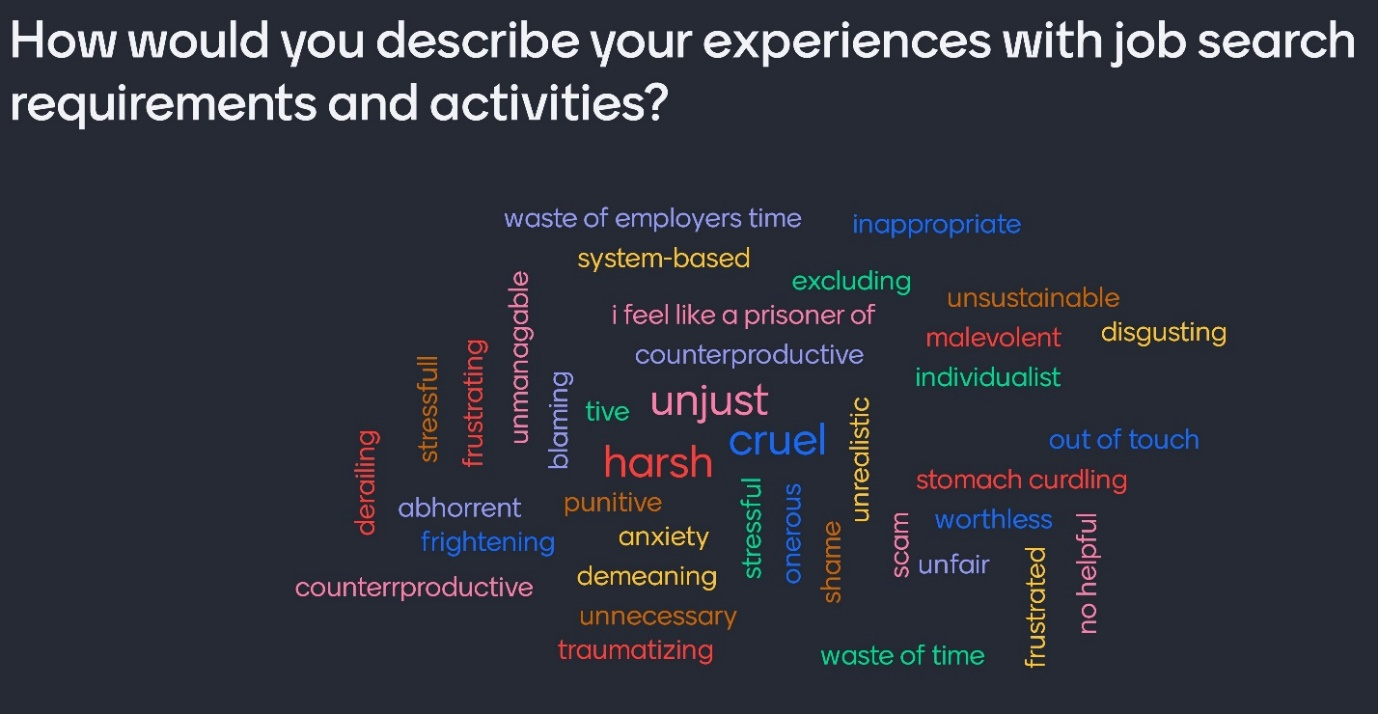 How would you describe your experiences with job search
requirements and activities?
waste of employers time
inappropriate
system-based
excluding
unmanagable
i feel like a prisoner of
unsustainable
malevolent
disgusting
counterproductive
individualist
stressfull
frustrating
blaming
tive
unjust
unrealistic
cruel
out of touch
derailing
harsh
stomach curdling
abhorrent
punitive
stressful
onerous
worthless
frightening
anxiety
shame
scam
unfair
no helpful
counterrproductive
demeaning
frustrated
unnecessary
traumatizing
waste of time